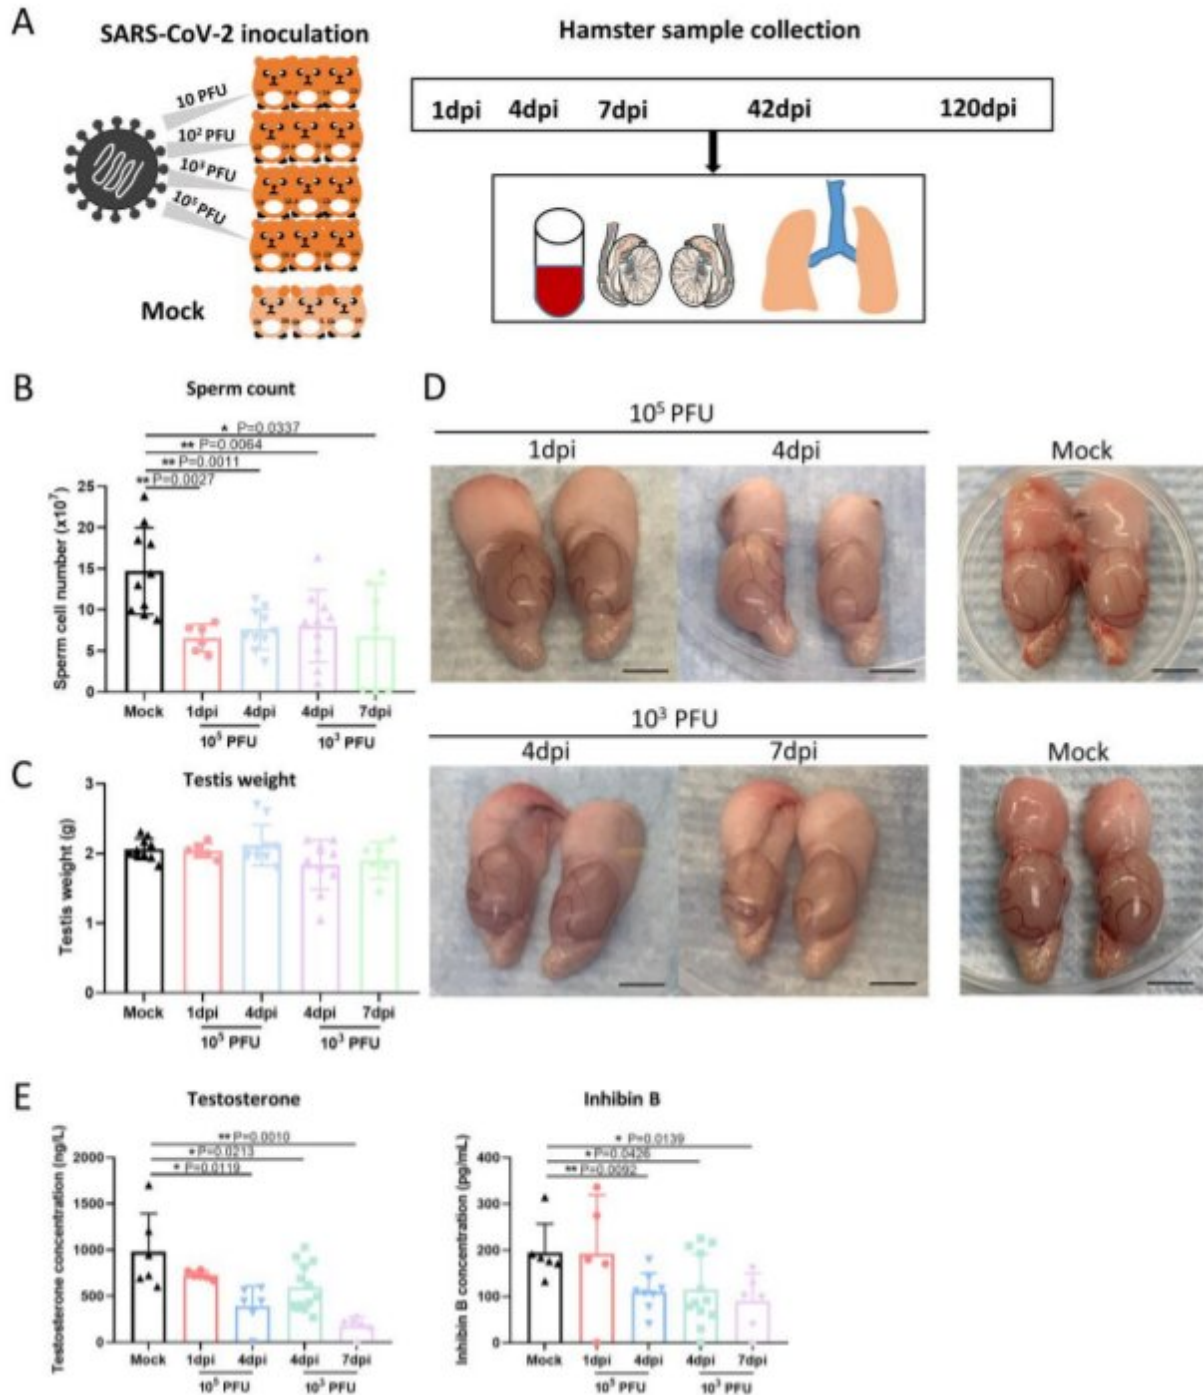 A
SARS-CoV-2 inoculation
10 PFU
10² PFU
10³ PFU
10⁵ PFU
Mock
Hamster sample collection
1dpi 4dpi 7dpi 42dpi 120dpi
B
Sperm count
* P=0.0337
** P=0.0064
** P=0.0011
** P=0.0027
Sperm cell number (x10⁷)
25
20
15
10
5
0
Mock 1dpi 4dpi 4dpi 7dpi
10⁵ PFU 10³ PFU
C
Testis weight
Testis weight (g)
3
2
1
0
Mock 1dpi 4dpi 4dpi 7dpi
10⁵ PFU 10³ PFU
D
10⁵ PFU
1dpi 4dpi Mock
10³ PFU
4dpi 7dpi Mock
E
Testosterone
** P=0.0010
* P=0.0213
* P=0.0119
Testosterone concentration (ng/L)
2000
1500
1000
500
0
Mock 1dpi 4dpi 4dpi 7dpi
10⁵ PFU 10³ PFU
Inhibin B
* P=0.0139
* P=0.0426
** P=0.0092
Inhibin B concentration (pg/mL)
400
300
200
100
0
Mock 1dpi 4dpi 4dpi 7dpi
10⁵ PFU 10³ PFU